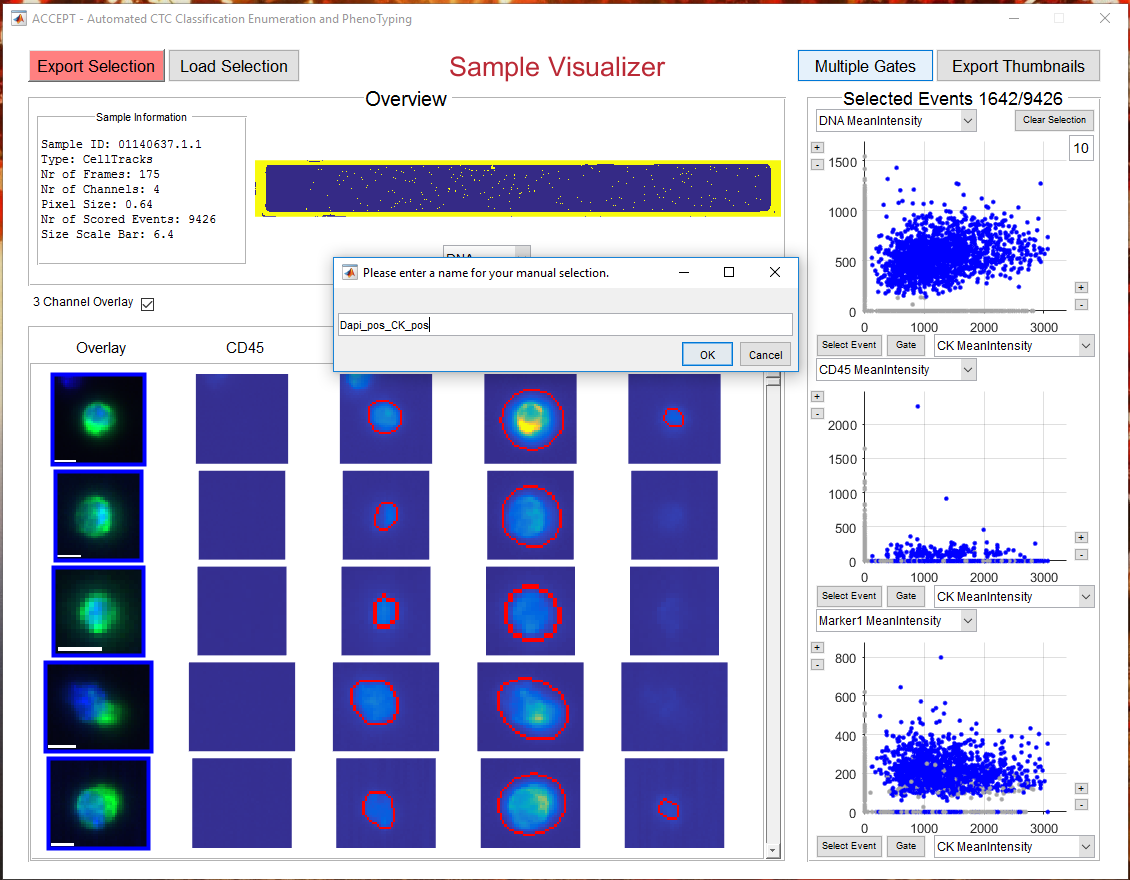 ACCEPT - Automated CTC Classification Enumeration and PhenoTyping
Export Selection
Load Selection
Sample Visualizer
Multiple Gates
Export Thumbnails
Overview
Sample Information
Sample ID: 01140637.1.1
Type: CellTracks
Nr of Frames: 175
Nr of Channels: 4
Pixel Size: 0.64
Nr of Scored Events: 9426
Size Scale Bar: 6.4
DNA
3 Channel Overlay
Overlay
CD45
Please enter a name for your manual selection.
Dapi_pos_CK_pos
OK
Cancel
Selected Events 1642/9426
DNA MeanIntensity
Clear Selection
10
+
-
1500
1000
500
0
0 1000 2000 3000
+
-
Select Event
Gate
CK MeanIntensity
CD45 MeanIntensity
+
-
2000
1500
1000
500
0
0 1000 2000 3000
+
-
Select Event
Gate
CK MeanIntensity
Marker1 MeanIntensity
+
-
800
600
400
200
0
0 1000 2000 3000
+
-
Select Event
Gate
CK MeanIntensity